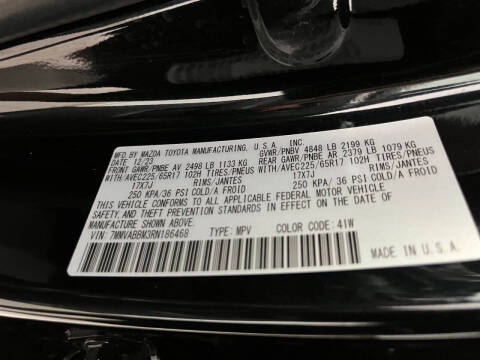 MFD. BY MAZDA TOYOTA MANUFACTURING, U.S.A., INC.
DATE: 12/23 GVWR/PNBV 4848 LB 2199 KG
FRONT GAWR/PNBE AV 2498 LB 1133 KG REAR GAWR/PNBE AR 2379 LB 1079 KG
WITH/AVEC225/65R17 102H TIRES/PNEUS WITH/AVEC225/65R17 102H TIRES/PNEUS
17X7J RIMS/JANTES 17X7J RIMS/JANTES
250 KPA/ 36 PSI COLD/A FROID 250 KPA/ 36 PSI COLD/A FROID
THIS VEHICLE CONFORMS TO ALL APPLICABLE FEDERAL MOTOR VEHICLE
SAFETY, BUMPER, AND THEFT PREVENTION STANDARDS IN EFFECT ON THE DATE OF
MANUFACTURE SHOWN ABOVE.
VIN: 7MMVABBM3RN186468 TYPE: MPV COLOR CODE: 41W
MADE IN U.S.A.